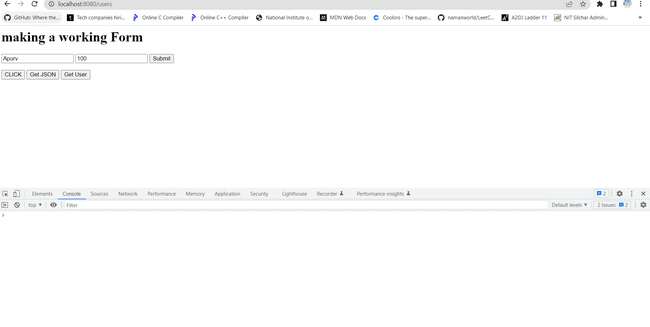 localhost:8080/users
GitHub: Where the... Tech companies hiri... Online C Compiler Online C++ Compiler National Institute o... MDN Web Docs Coolors - The super... namanworld/LeetC... A2OJ Ladder 11 NIT Silchar Admin... »
making a working Form
Apurv 100 Submit
CLICK Get JSON Get User
Elements Console Sources Network Performance Memory Application Security Lighthouse Recorder Performance insights 2
top Filter Default levels 2 Issues: 2